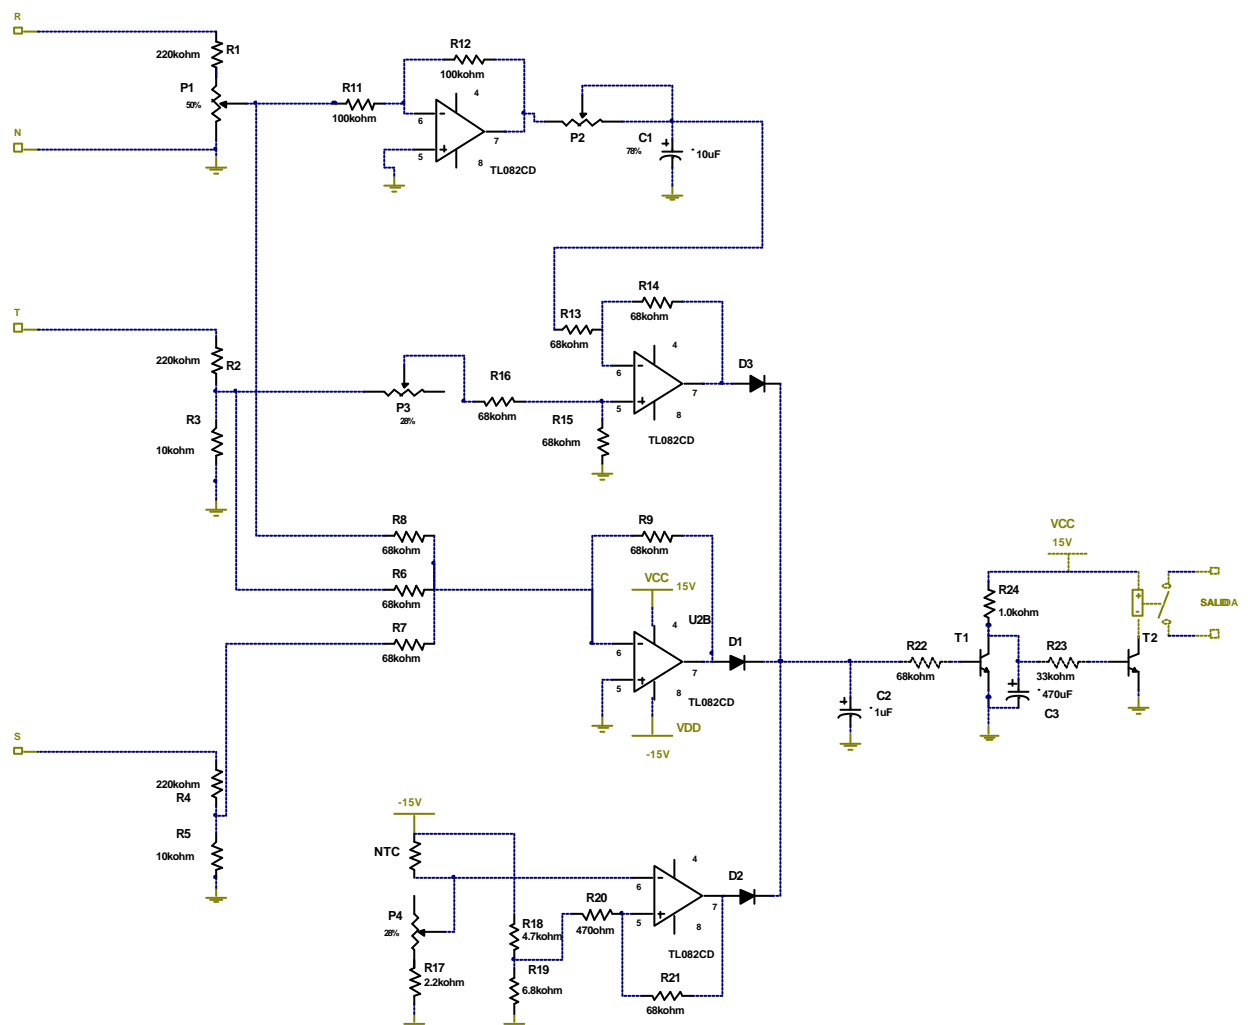 R
220kohm
R1
P1
50%
N
R12
100kohm
R11
100kohm
4
6
5
7
8
TL082CD
P2
C1
78%
10uF
T
220kohm
R2
R3
10kohm
P3
28%
R16
68kohm
R13
68kohm
R14
68kohm
4
6
5
7
8
TL082CD
R15
68kohm
D3
R8
68kohm
R6
68kohm
R7
68kohm
R9
68kohm
VCC
15V
U2B
4
6
5
7
8
TL082CD
VDD
-15V
D1
C2
1uF
R22
68kohm
T1
R24
1.0kohm
VCC
15V
R23
33kohm
470uF
C3
T2
SALIDA
S
220kohm
R4
R5
10kohm
-15V
NTC
P4
28%
R17
2.2kohm
R18
4.7kohm
R19
6.8kohm
R20
470ohm
4
6
5
7
8
TL082CD
R21
68kohm
D2